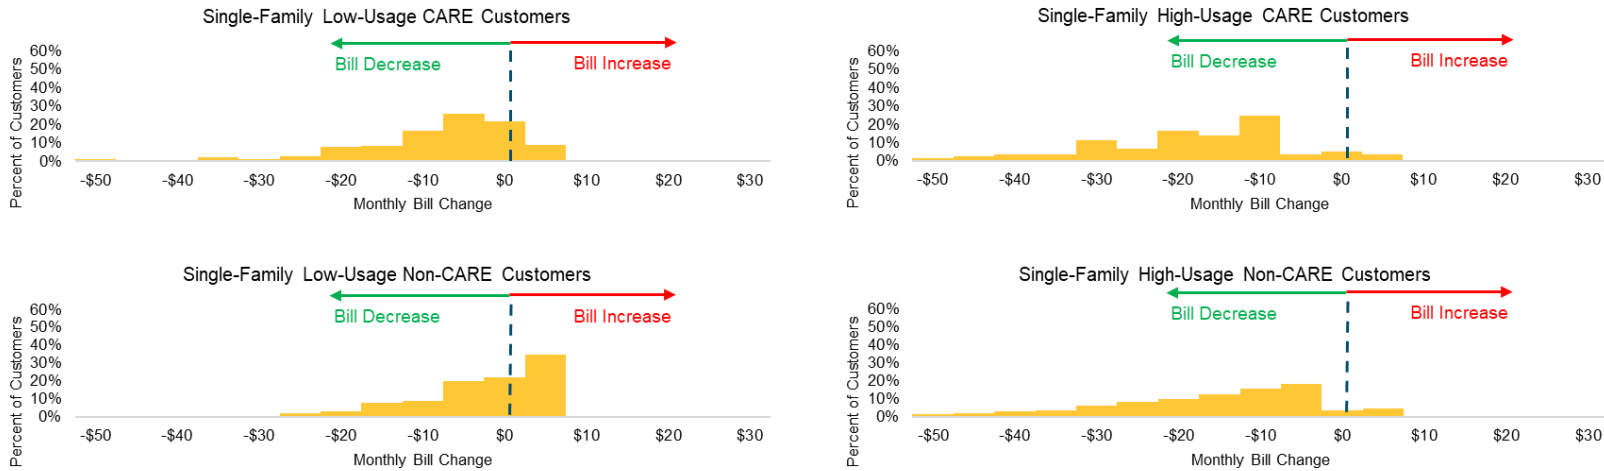 Single-Family Low-Usage CARE Customers
Bill Decrease
Bill Increase
Percent of Customers
60%
50%
40%
30%
20%
10%
0%
-$50 -$40 -$30 -$20 -$10 $0 $10 $20 $30
Monthly Bill Change
Single-Family High-Usage CARE Customers
Bill Decrease
Bill Increase
Percent of Customers
60%
50%
40%
30%
20%
10%
0%
-$50 -$40 -$30 -$20 -$10 $0 $10 $20 $30
Monthly Bill Change
Single-Family Low-Usage Non-CARE Customers
Bill Decrease
Bill Increase
Percent of Customers
60%
50%
40%
30%
20%
10%
0%
-$50 -$40 -$30 -$20 -$10 $0 $10 $20 $30
Monthly Bill Change
Single-Family High-Usage Non-CARE Customers
Bill Decrease
Bill Increase
Percent of Customers
60%
50%
40%
30%
20%
10%
0%
-$50 -$40 -$30 -$20 -$10 $0 $10 $20 $30
Monthly Bill Change